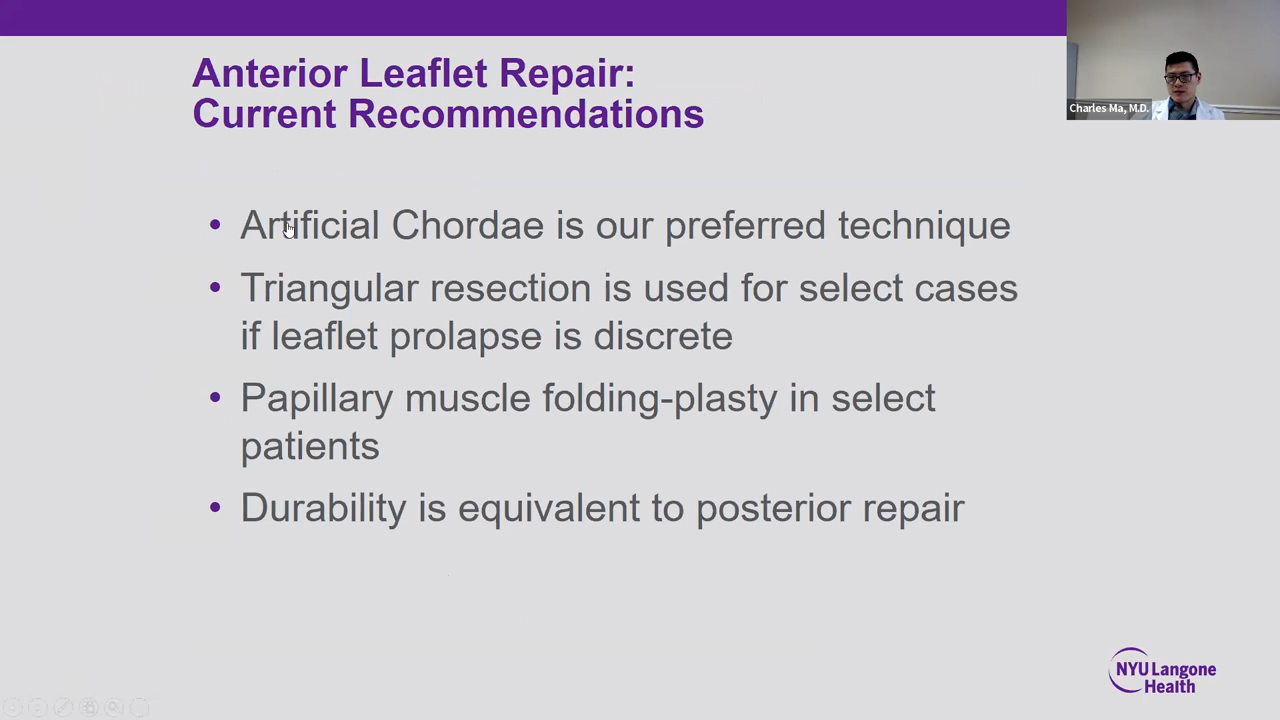 Anterior Leaflet Repair:
Current Recommendations
Charles Ma, M.D.
• Artificial Chordae is our preferred technique
• Triangular resection is used for select cases
if leaflet prolapse is discrete
• Papillary muscle folding-plasty in select
patients
• Durability is equivalent to posterior repair
NYU Langone
Health